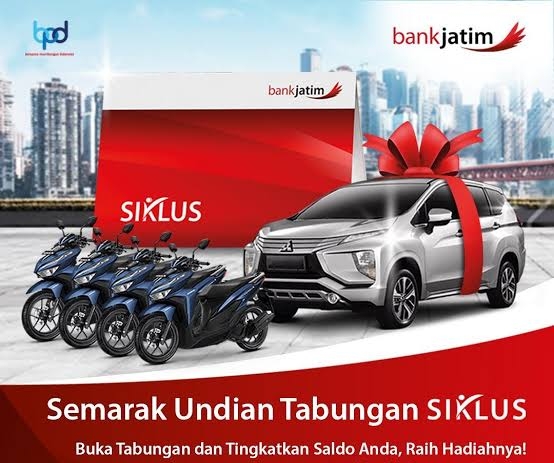 bpd
bankjatim
bankjatim
SIKLUS
Semarak Undian Tabungan SIKLUS
Buka Tabungan dan Tingkatkan Saldo Anda, Raih Hadiahnya!